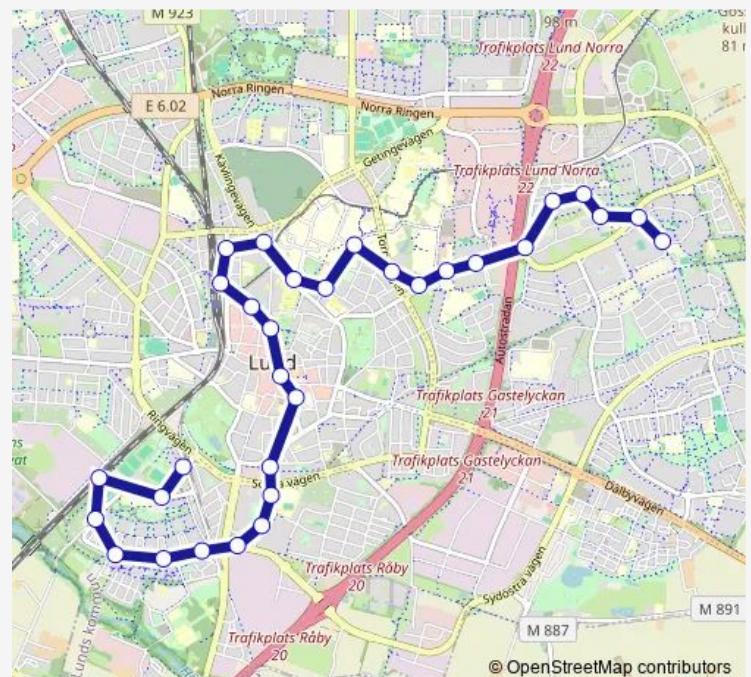 M 923
98 m
kull
81
Trafikplats Lund Norra
22
E 6.02
Norra Ringen
Norra Ringen
Getingevägen
Kävlingevägen
Trafikplats Lund Norra
22
Autostradan
Lund
Ringvägen
Trafikplats Gastelyckan
21
Trafikplats Gastelyckan
21
Dalbyvägen
Trafikplats Råby
20
Sydöstra vägen
M 891
M 887
Lunds kommun
Trafikplats Råby
20
© OpenStreetMap contributors